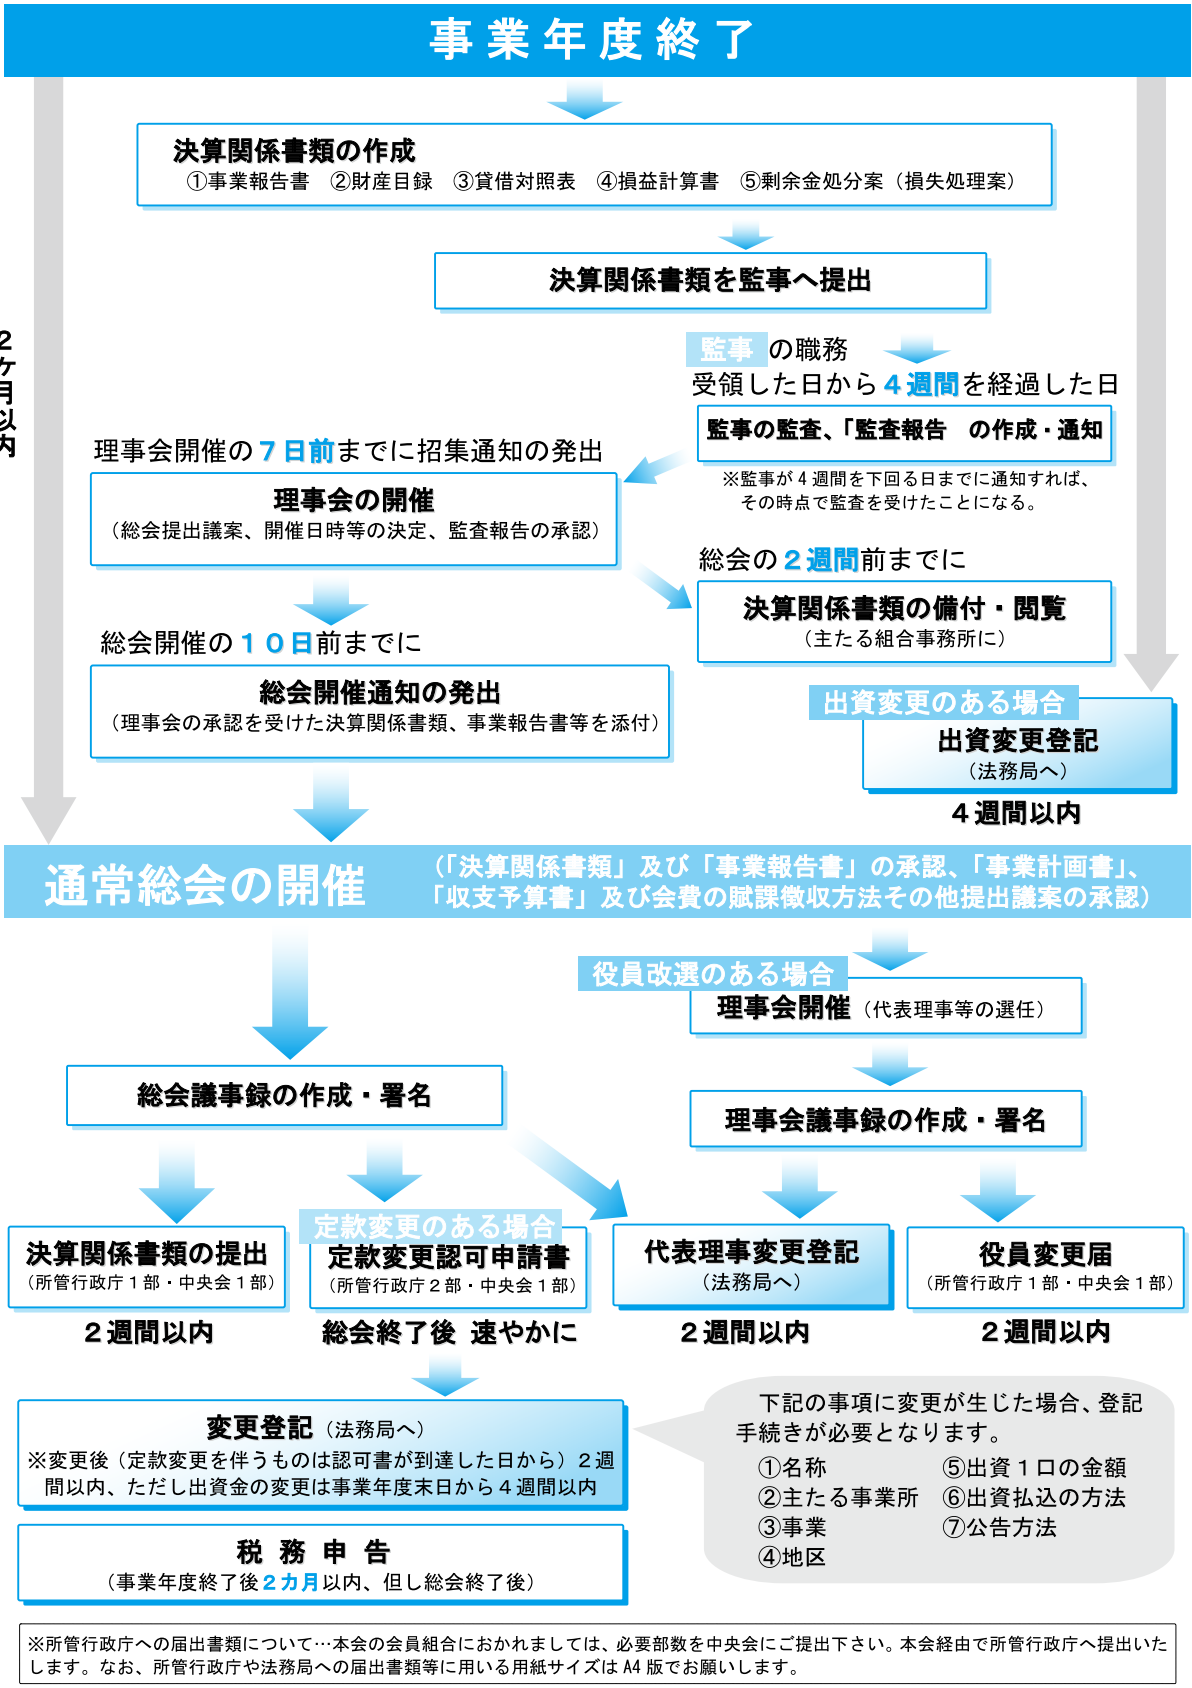 事業年度終了
決算関係書類の作成
①事業報告書　②財産目録　③貸借対照表　④損益計算書　⑤剰余金処分案（損失処理案）
決算関係書類を監事へ提出
２ヶ月以内
監事 の職務
受領した日から４週間を経過した日
監事の監査、「監査報告　の作成・通知
※監事が４週間を下回る日までに通知すれば、
その時点で監査を受けたことになる。
理事会開催の７日前までに招集通知の発出
理事会の開催
（総会提出議案、開催日時等の決定、監査報告の承認）
総会の２週間前までに
決算関係書類の備付・閲覧
（主たる組合事務所に）
総会開催の１０日前までに
総会開催通知の発出
（理事会の承認を受けた決算関係書類、事業報告書等を添付）
出資変更のある場合
出資変更登記
（法務局へ）
４週間以内
通常総会の開催
（「決算関係書類」及び「事業報告書」の承認、「事業計画書」、
「収支予算書」及び会費の賦課徴収方法その他提出議案の承認）
役員改選のある場合
理事会開催（代表理事等の選任）
総会議事録の作成・署名
理事会議事録の作成・署名
決算関係書類の提出
（所管行政庁１部・中央会１部）
２週間以内
定款変更のある場合
定款変更認可申請書
（所管行政庁２部・中央会１部）
総会終了後 速やかに
代表理事変更登記
（法務局へ）
２週間以内
役員変更届
（所管行政庁１部・中央会１部）
２週間以内
変更登記（法務局へ）
※変更後（定款変更を伴うものは認可書が到達した日から）２週
間以内、ただし出資金の変更は事業年度末日から４週間以内
税務申告
（事業年度終了後２カ月以内、但し総会終了後）
下記の事項に変更が生じた場合、登記
手続きが必要となります。
①名称　⑤出資１口の金額
②主たる事業所　⑥出資払込の方法
③事業　⑦公告方法
④地区
※所管行政庁への届出書類について…本会の会員組合におかれましては、必要部数を中央会にご提出下さい。本会経由で所管行政庁へ提出いた
します。なお、所管行政庁や法務局への届出書類等に用いる用紙サイズはA4版でお願いします。